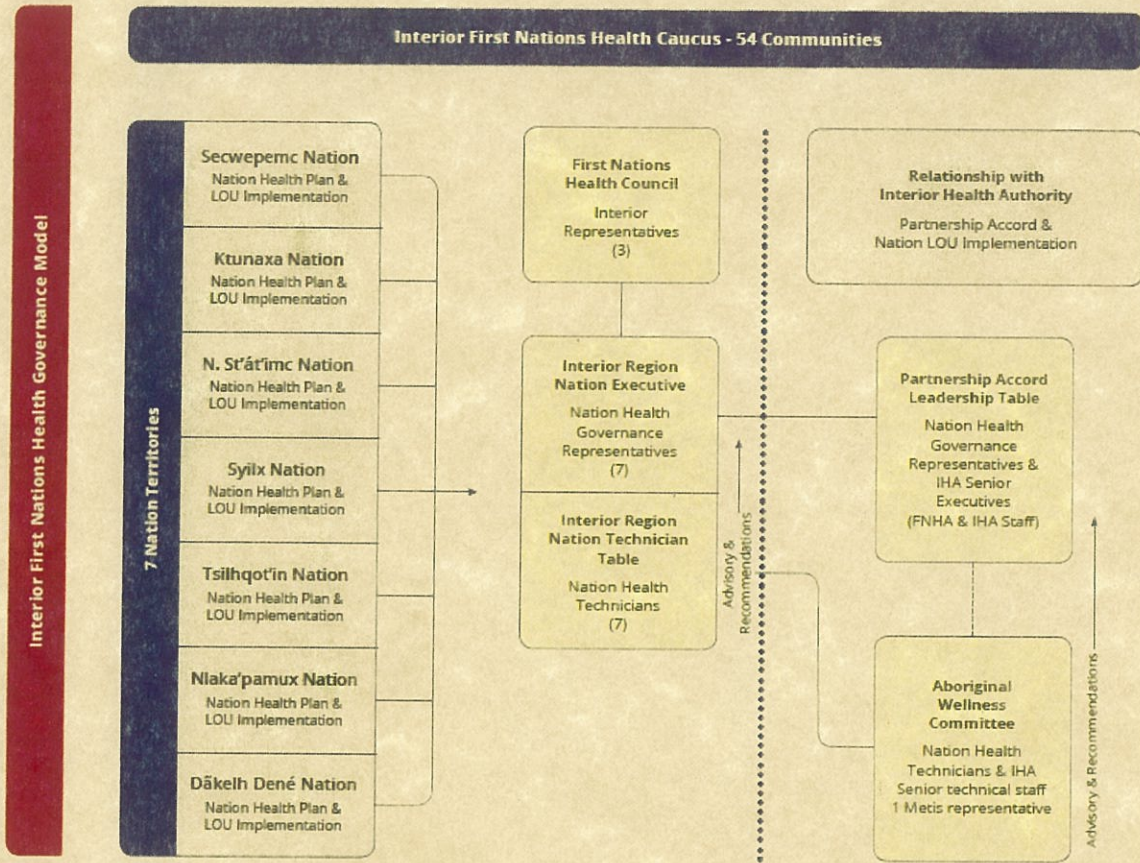 Interior First Nations Health Governance Model
Interior First Nations Health Caucus - 54 Communities
7 Nation Territories
Secwepemc Nation
Nation Health Plan &
LOU Implementation
Ktunaxa Nation
Nation Health Plan &
LOU Implementation
N. St'át'imc Nation
Nation Health Plan &
LOU Implementation
Syilx Nation
Nation Health Plan &
LOU Implementation
Tsilhqot'in Nation
Nation Health Plan &
LOU Implementation
Nlaka'pamux Nation
Nation Health Plan &
LOU Implementation
Dãkelh Dené Nation
Nation Health Plan &
LOU Implementation
First Nations
Health Council
Interior
Representatives
(3)
Interior Region
Nation Executive
Nation Health
Governance
Representatives
(7)
Interior Region
Nation Technician
Table
Nation Health
Technicians
(7)
Advisory &
Recommendations
Relationship with
Interior Health Authority
Partnership Accord &
Nation LOU Implementation
Partnership Accord
Leadership Table
Nation Health
Governance
Representatives &
IHA Senior
Executives
(FNHA & IHA Staff)
Aboriginal
Wellness
Committee
Nation Health
Technicians & IHA
Senior technical staff
1 Metis representative
Advisory & Recommendations